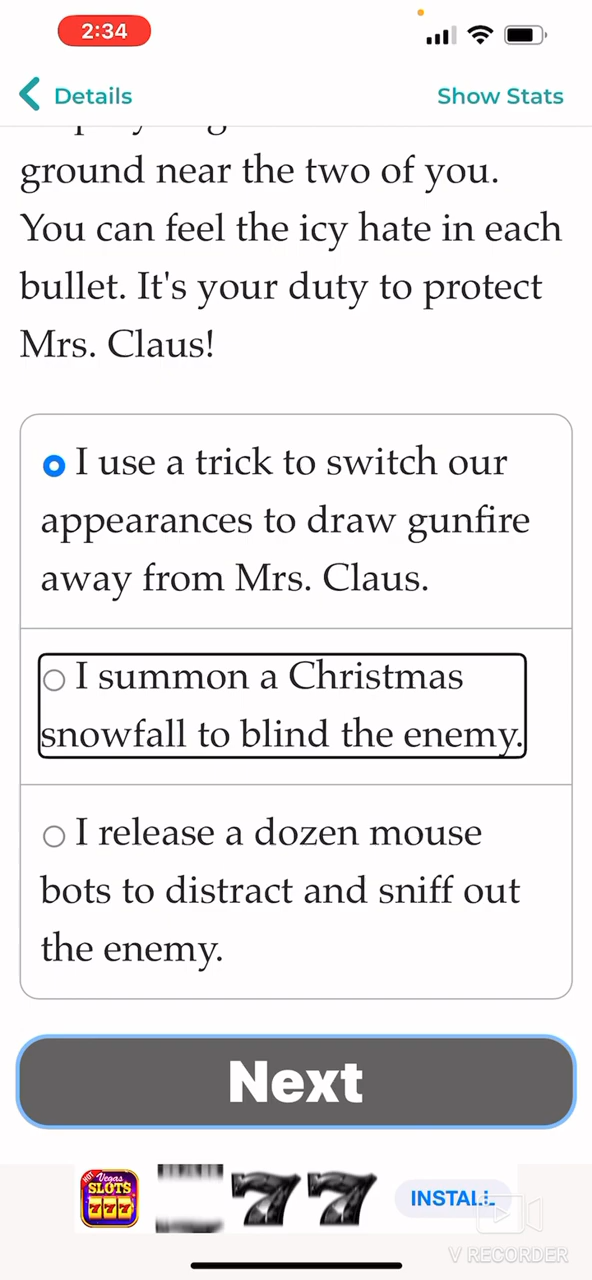 2:34
Details
Show Stats
ground near the two of you.
You can feel the icy hate in each
bullet. It's your duty to protect
Mrs. Claus!
I use a trick to switch our
appearances to draw gunfire
away from Mrs. Claus.
I summon a Christmas
snowfall to blind the enemy.
I release a dozen mouse
bots to distract and sniff out
the enemy.
Next
HOT
Vegas
SLOTS
777
77
INSTALL
V RECORDER